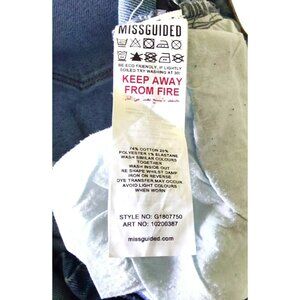 MISSGUIDED
BE ECO FRIENDLY, IF LIGHTLY
SOILED TRY WASHING AT 30°
KEEP AWAY
FROM FIRE
74% COTTON 25%
POLYESTER 1% ELASTANE
WASH SIMILAR COLOURS
TOGETHER
WASH INSIDE OUT
RE SHAPE WHILST DAMP
IRON ON REVERSE
DYE TRANSFER MAY OCCUR
AVOID LIGHT COLOURS
WHEN WORN
STYLE NO: G1807750
ART NO: 10200387
missguided.com